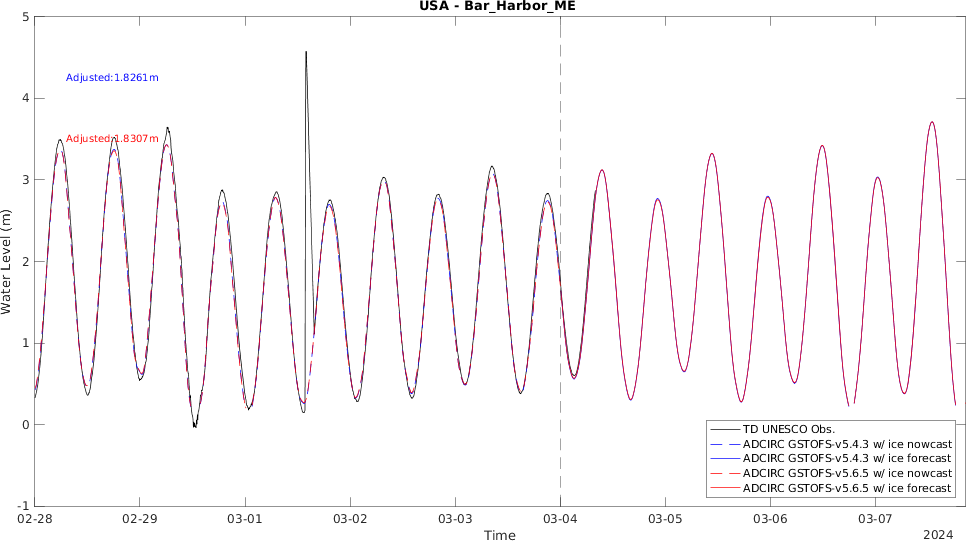 USA - Bar_Harbor_ME
5
4
3
2
1
0
-1
Water Level (m)
Adjusted:1.8261m
Adjusted:1.8307m
TD UNESCO Obs.
ADCIRC GSTOFS-v5.4.3 w/ ice nowcast
ADCIRC GSTOFS-v5.4.3 w/ ice forecast
ADCIRC GSTOFS-v5.6.5 w/ ice nowcast
ADCIRC GSTOFS-v5.6.5 w/ ice forecast
02-28 02-29 03-01 03-02 03-03 03-04 03-05 03-06 03-07
Time
2024